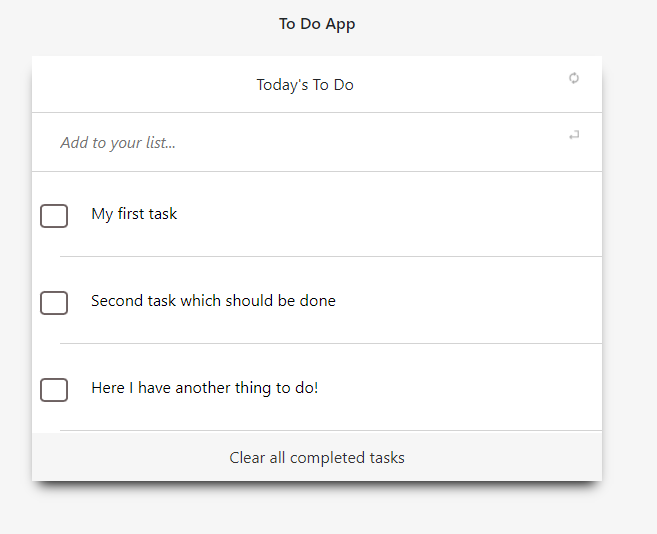 To Do App
Today's To Do
Add to your list...
My first task
Second task which should be done
Here I have another thing to do!
Clear all completed tasks